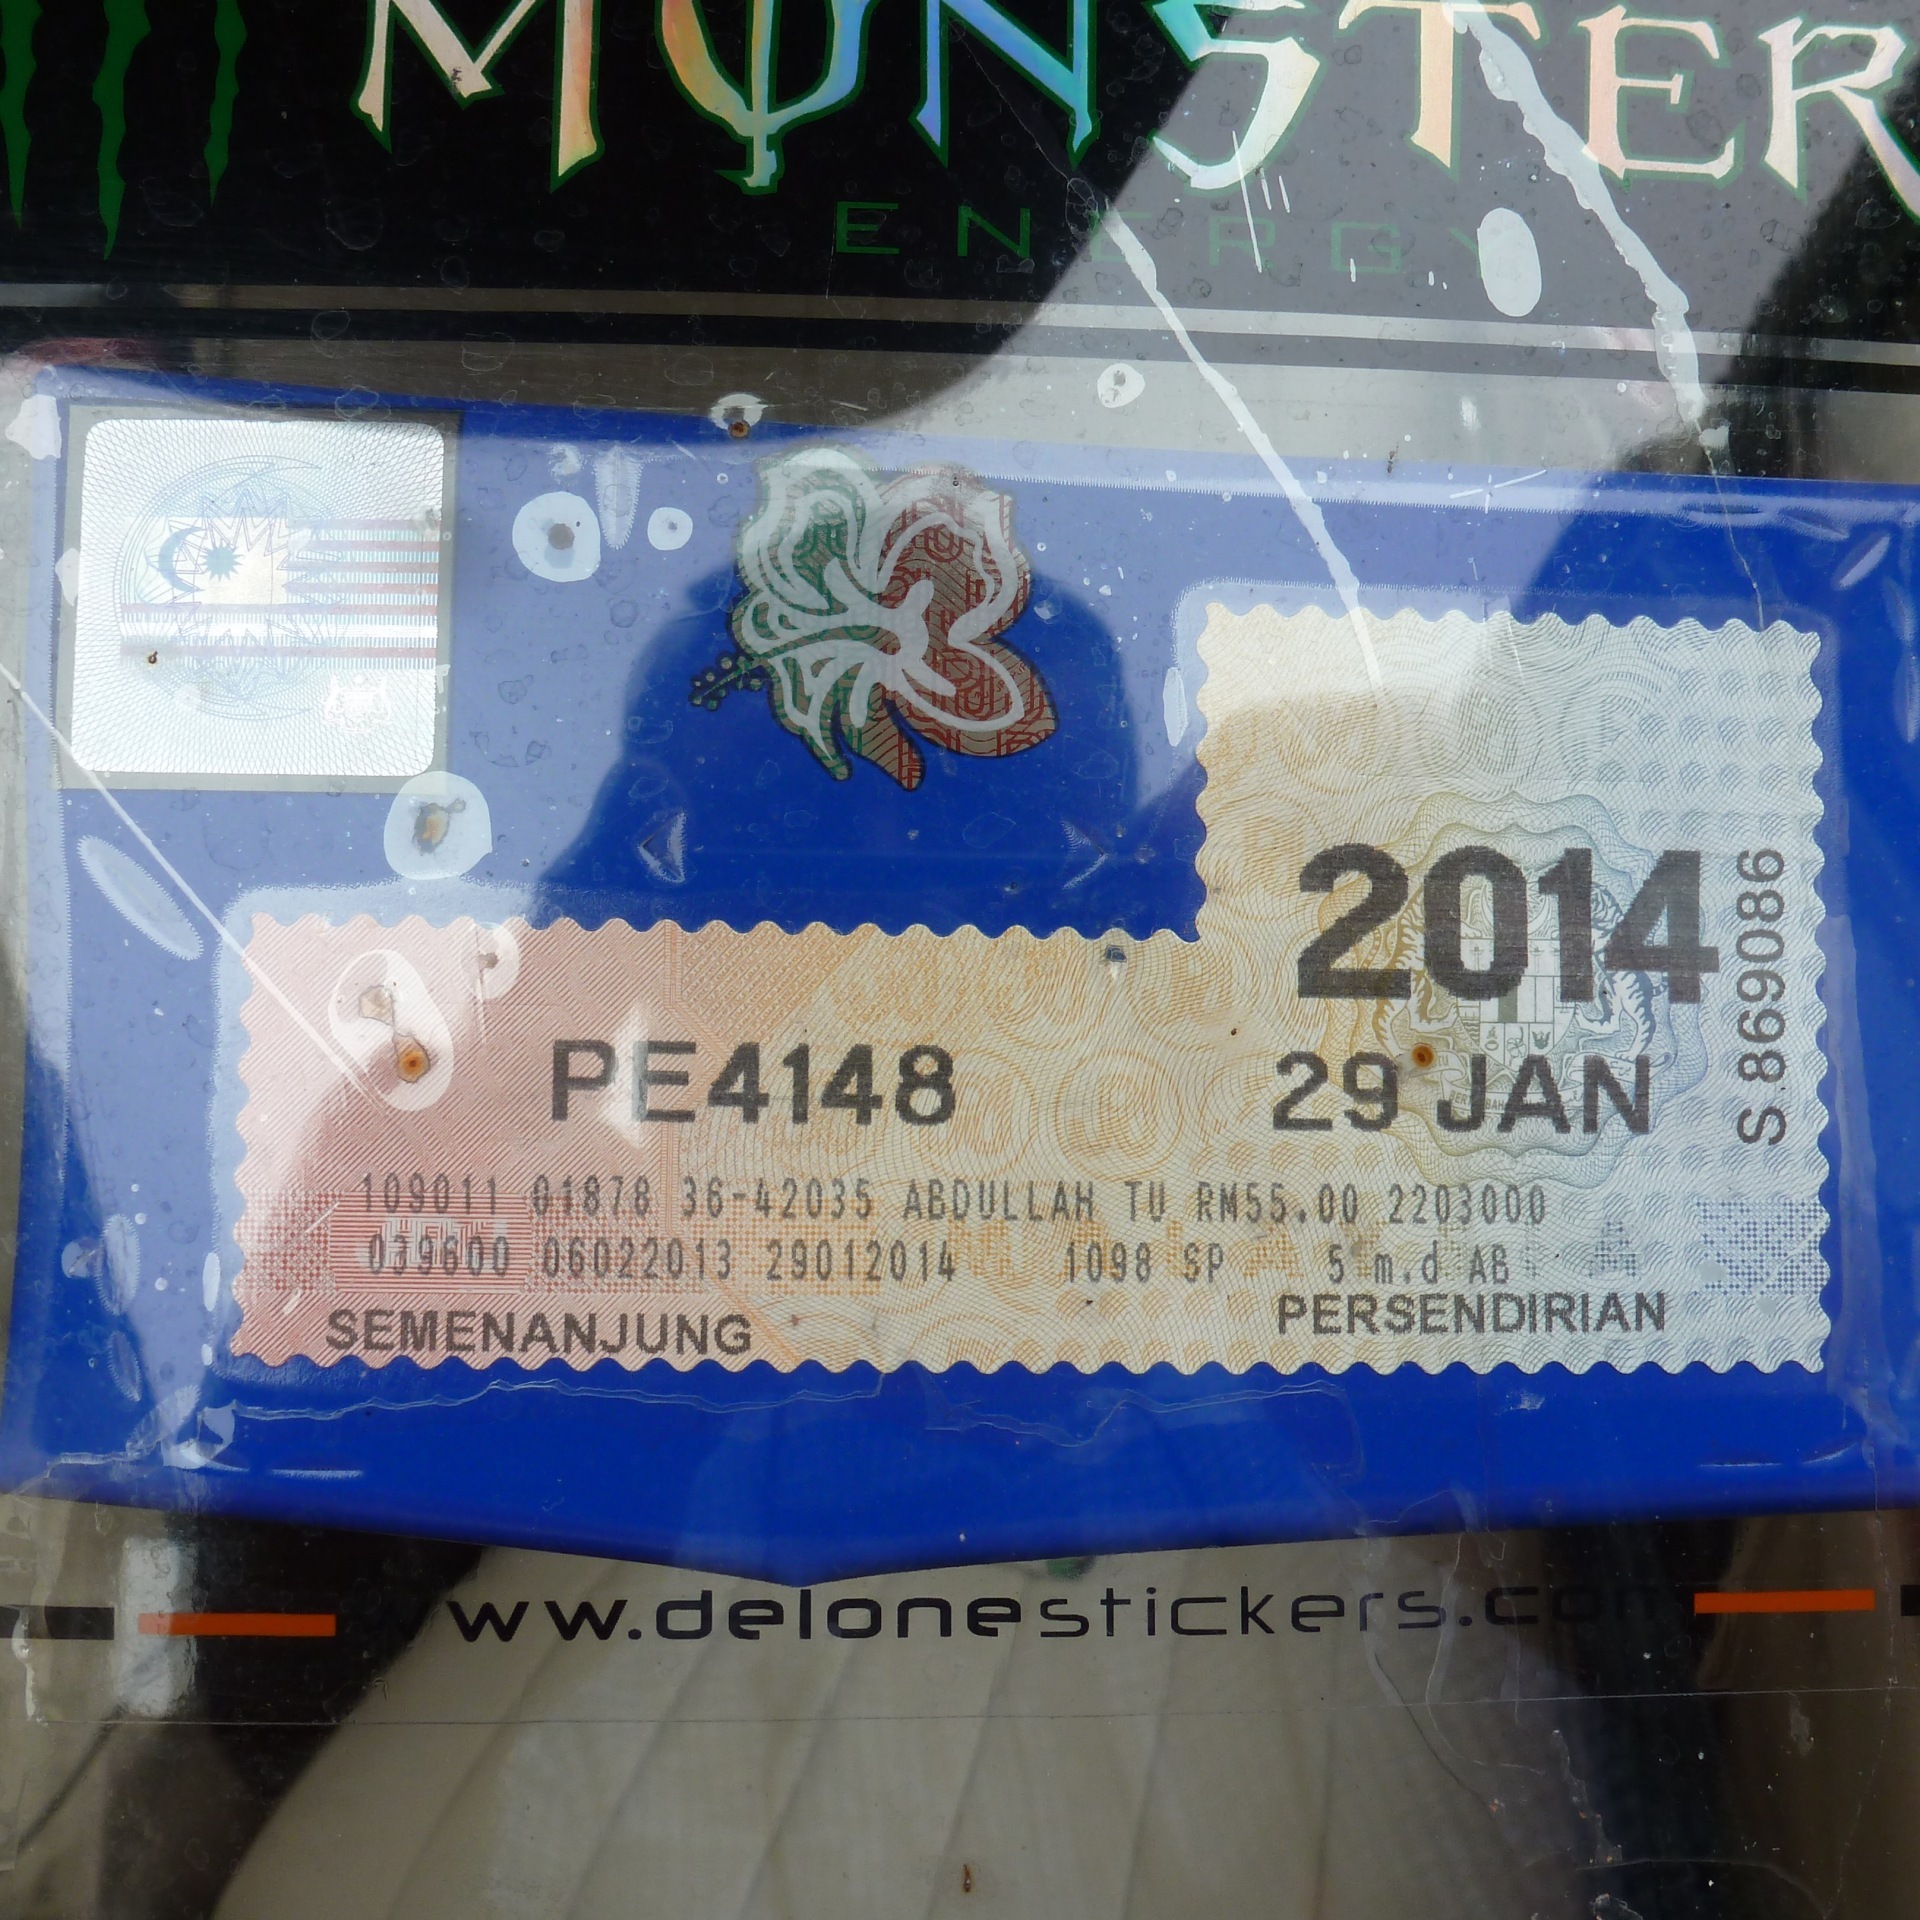 MONSTER
ENERGY
2014
S 869086
PE4148
29 JAN
109011 01878 36-42035 ABDULLAH TU RM55.00 2203000
039600 06022013 29012014 1098 SP 5 m.d AB
SEMENANJUNG
PERSENDIRIAN
www.delonestickers.com